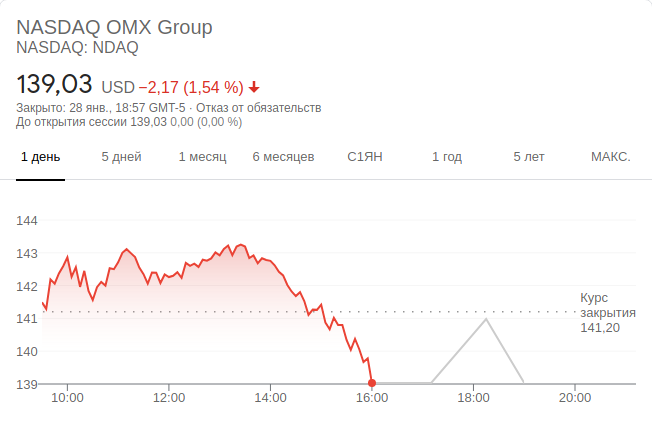 NASDAQ OMX Group
NASDAQ: NDAQ
139,03 USD −2,17 (1,54 %)
Закрыто: 28 янв., 18:57 GMT-5 · Отказ от обязательств
До открытия сессии 139,03 0,00 (0,00 %)
1 день 5 дней 1 месяц 6 месяцев С1ЯН 1 год 5 лет МАКС.
144
143
142
141
140
139
Курс
закрытия
141,20
10:00 12:00 14:00 16:00 18:00 20:00